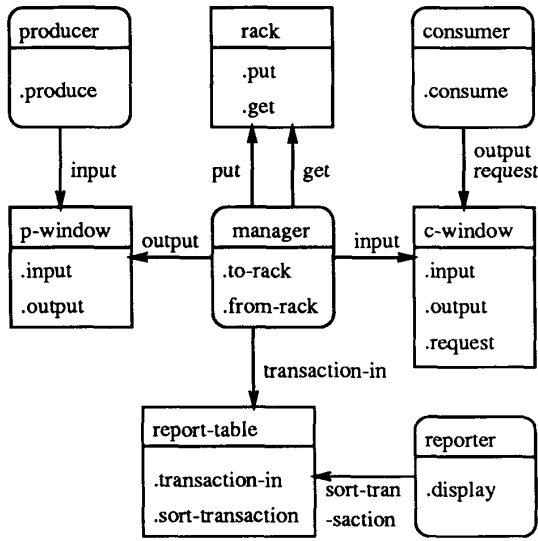 producer
.produce
rack
.put
.get
consumer
.consume
input
put
get
output
request
p-window
.input
.output
output
manager
.to-rack
.from-rack
input
c-window
.input
.output
.request
transaction-in
report-table
.transaction-in
.sort-transaction
sort-tran
-saction
reporter
.display